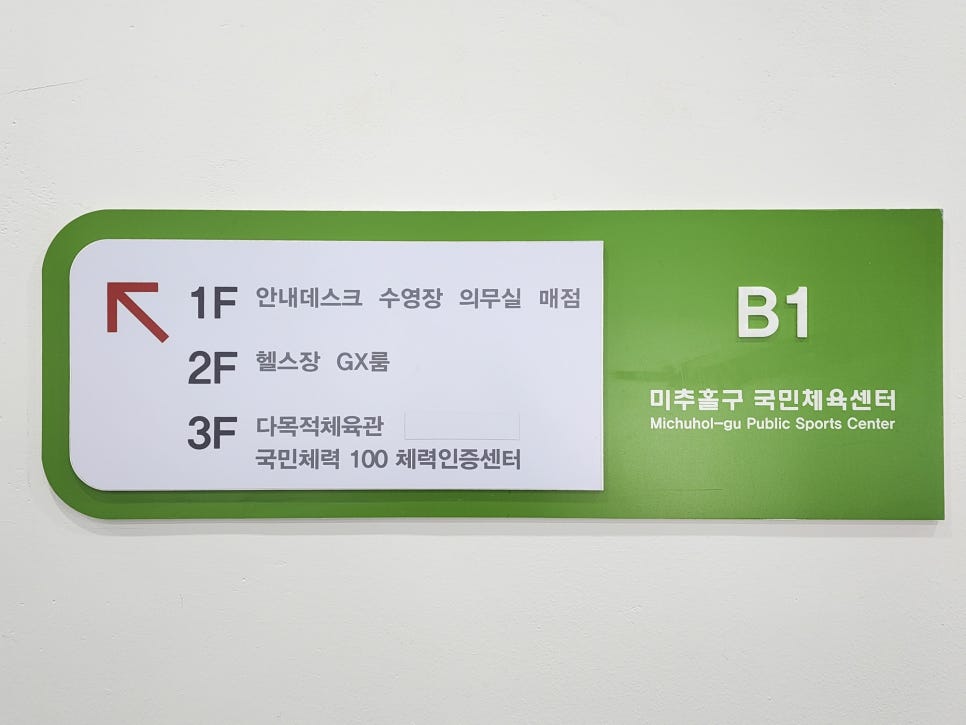 1F 안내데스크 수영장 의무실 매점
2F 헬스장 GX룸
3F 다목적체육관
국민체력 100 체력인증센터
B1
미추홀구 국민체육센터
Michuhol-gu Public Sports Center